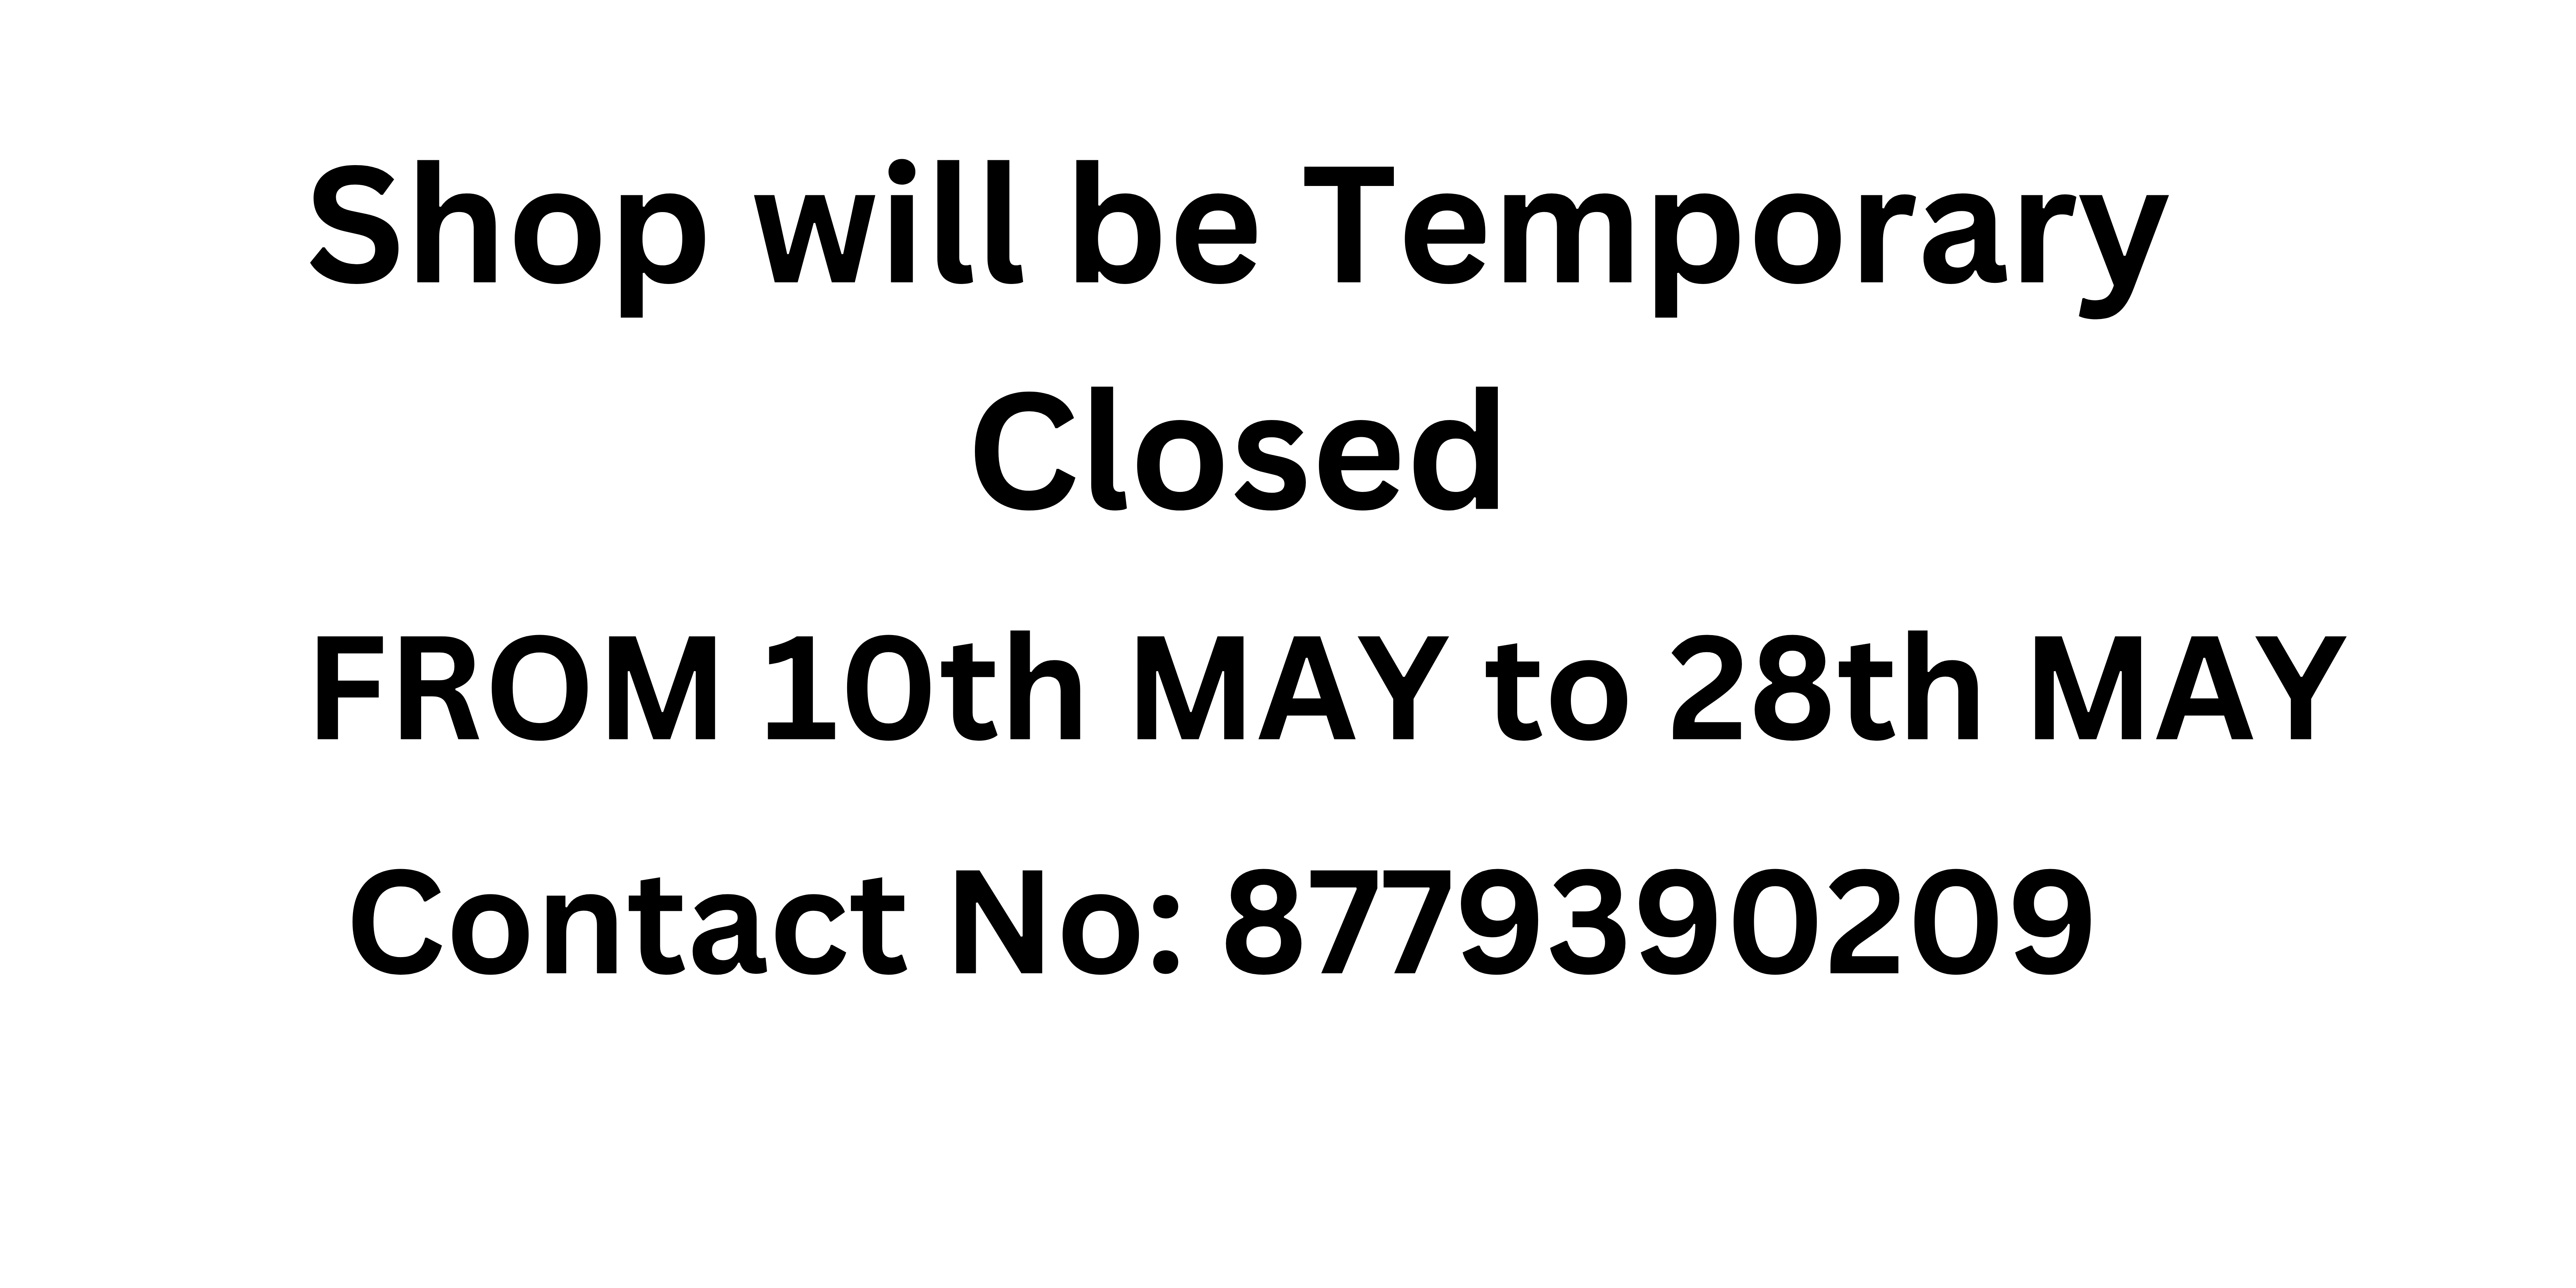 Shop will be Temporary
Closed
FROM 10th MAY to 28th MAY
Contact No: 8779390209